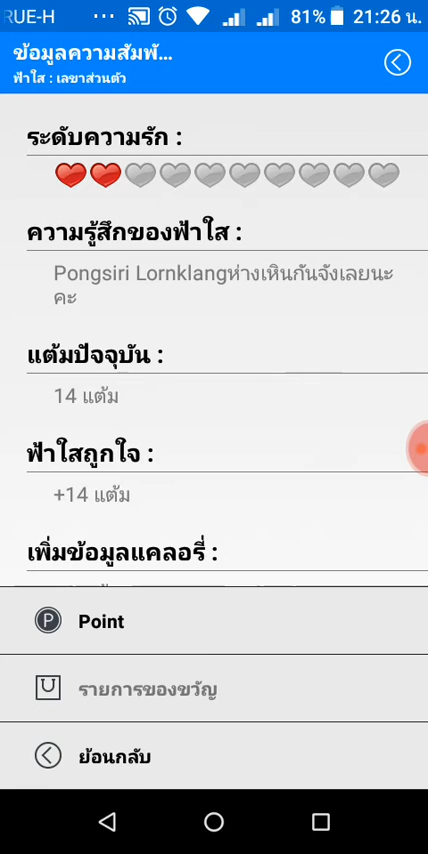 RUE-H ... 81% 21:26 น.
ข้อมูลความสัมพั...
ฟ้าใส : เลขาส่วนตัว
ระดับความรัก :
ความรู้สึกของฟ้าใส :
Pongsiri Lornklangห่างเหินกันจังเลยนะ
คะ
แต้มปัจจุบัน :
14 แต้ม
ฟ้าใสถูกใจ :
+14 แต้ม
เพิ่มข้อมูลแคลอรี่ :
P Point
รายการของขวัญ
ย้อนกลับ